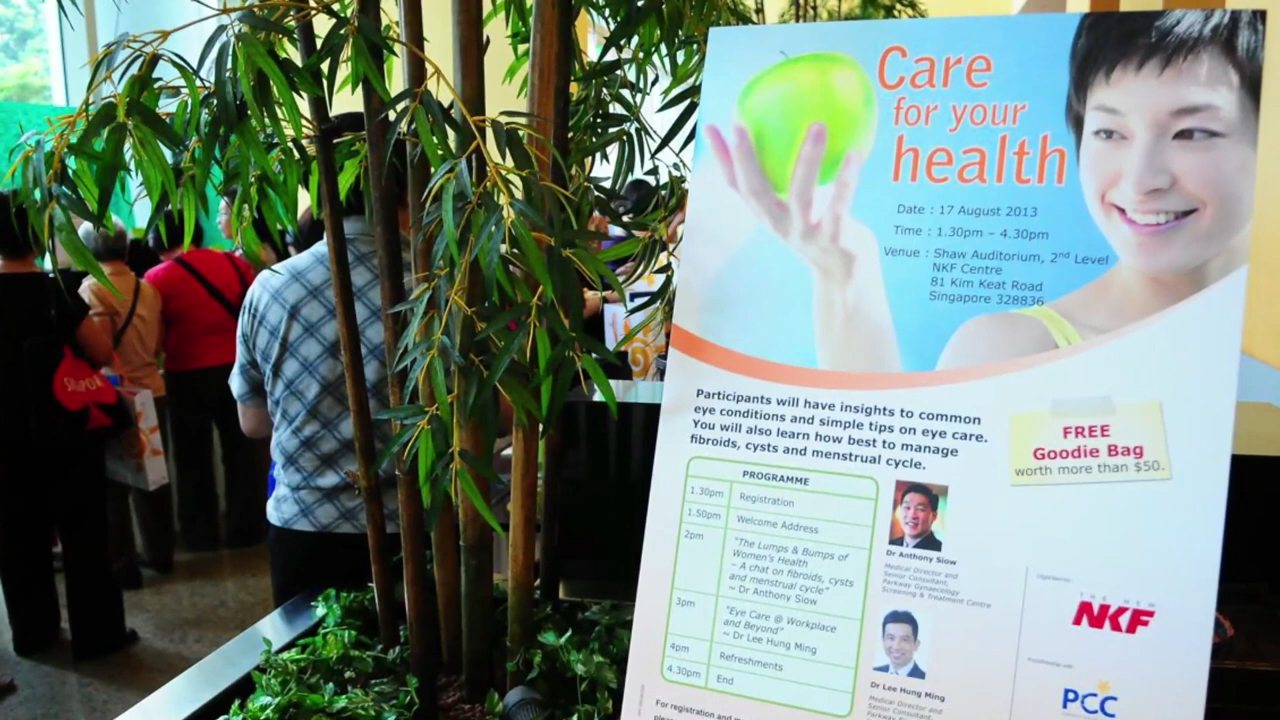 Care
for your
health
Date : 17 August 2013
Time : 1.30pm – 4.30pm
Venue : Shaw Auditorium, 2nd Level
NKF Centre
81 Kim Keat Road
Singapore 328836
Participants will have insights to common
eye conditions and simple tips on eye care.
You will also learn how best to manage
fibroids, cysts and menstrual cycle.
FREE
Goodie Bag
worth more than $50.
PROGRAMME
1.30pm Registration
1.50pm Welcome Address
2pm "The Lumps & Bumps of
Women's Health
– A chat on fibroids, cysts
and menstrual cycle"
~ Dr Anthony Siow
3pm "Eye Care @ Workplace
and Beyond"
~ Dr Lee Hung Ming
4pm Refreshments
4.30pm End
Dr Anthony Siow
Medical Director and
Senior Consultant,
Parkway Gynaecology
Screening & Treatment Centre
Dr Lee Hung Ming
Medical Director and
Senior Consultant,
THE NEW
NKF
PCC
For registration and